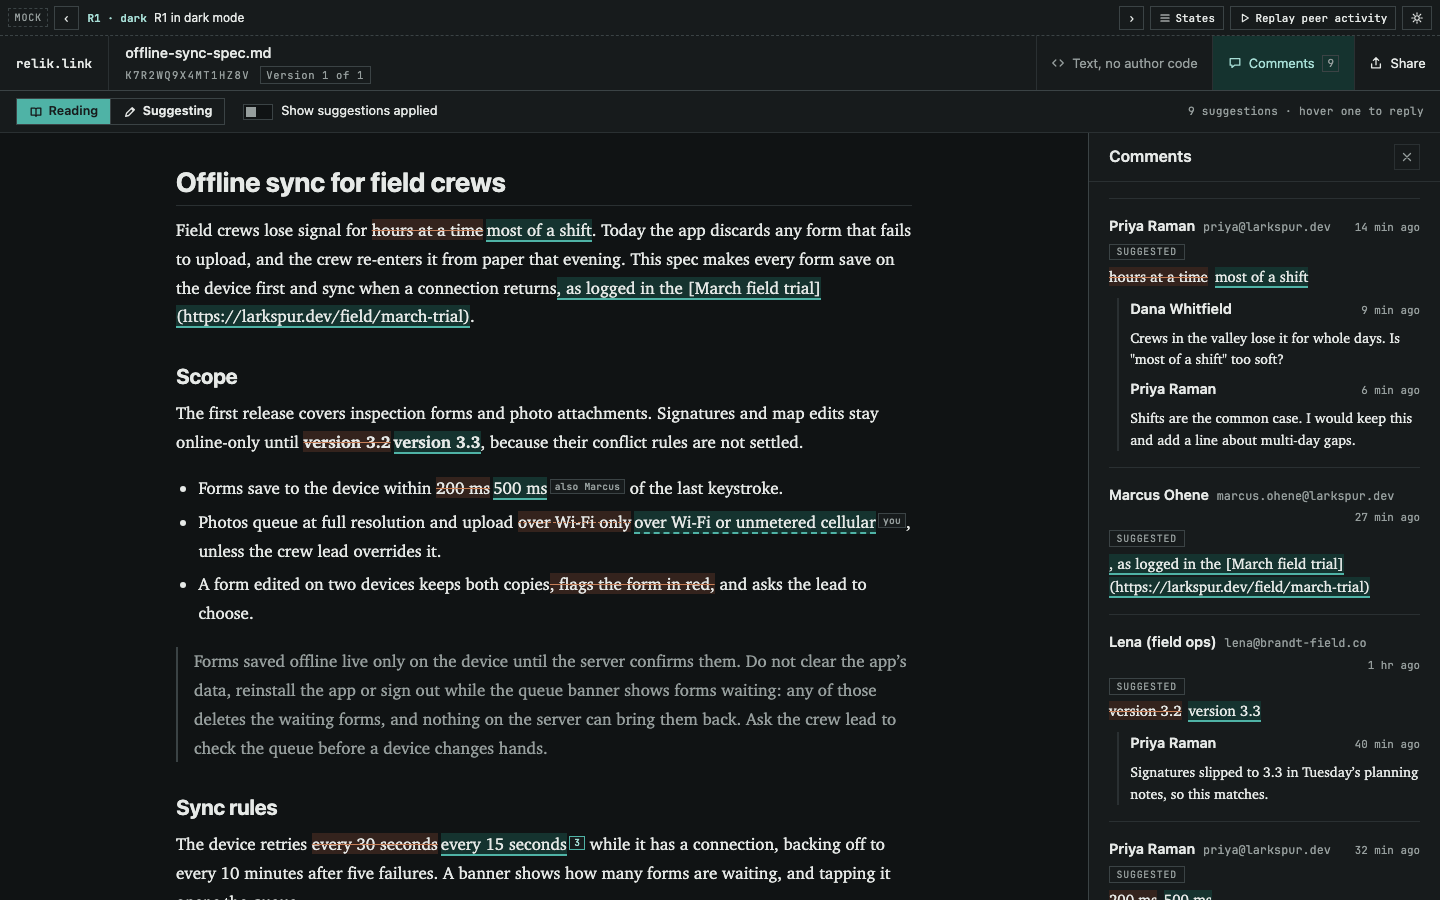 MOCK ‹ R1 · dark R1 in dark mode › States Replay peer activity
relik.link
offline-sync-spec.md
K7R2WQ9X4MT1HZ8V Version 1 of 1
Text, no author code Comments 9 Share
Reading Suggesting Show suggestions applied 9 suggestions · hover one to reply
Offline sync for field crews
Field crews lose signal for hours at a time most of a shift. Today the app discards any form that fails
to upload, and the crew re-enters it from paper that evening. This spec makes every form save on
the device first and sync when a connection returns, as logged in the [March field trial]
(https://larkspur.dev/field/march-trial).
Scope
The first release covers inspection forms and photo attachments. Signatures and map edits stay
online-only until version 3.2 version 3.3, because their conflict rules are not settled.
• Forms save to the device within 200 ms 500 ms also Marcus of the last keystroke.
• Photos queue at full resolution and upload over Wi-Fi only over Wi-Fi or unmetered cellular you ,
unless the crew lead overrides it.
• A form edited on two devices keeps both copies, flags the form in red, and asks the lead to
choose.
Forms saved offline live only on the device until the server confirms them. Do not clear the app’s
data, reinstall the app or sign out while the queue banner shows forms waiting: any of those
deletes the waiting forms, and nothing on the server can bring them back. Ask the crew lead to
check the queue before a device changes hands.
Sync rules
The device retries every 30 seconds every 15 seconds 3 while it has a connection, backing off to
every 10 minutes after five failures. A banner shows how many forms are waiting, and tapping it
Comments
Priya Raman priya@larkspur.dev 14 min ago
SUGGESTED
hours at a time most of a shift
Dana Whitfield 9 min ago
Crews in the valley lose it for whole days. Is
"most of a shift" too soft?
Priya Raman 6 min ago
Shifts are the common case. I would keep this
and add a line about multi-day gaps.
Marcus Ohene marcus.ohene@larkspur.dev
27 min ago
SUGGESTED
, as logged in the [March field trial]
(https://larkspur.dev/field/march-trial)
Lena (field ops) lena@brandt-field.co
1 hr ago
SUGGESTED
version 3.2 version 3.3
Priya Raman 40 min ago
Signatures slipped to 3.3 in Tuesday’s planning
notes, so this matches.
Priya Raman priya@larkspur.dev 32 min ago
SUGGESTED
200 ms 500 ms